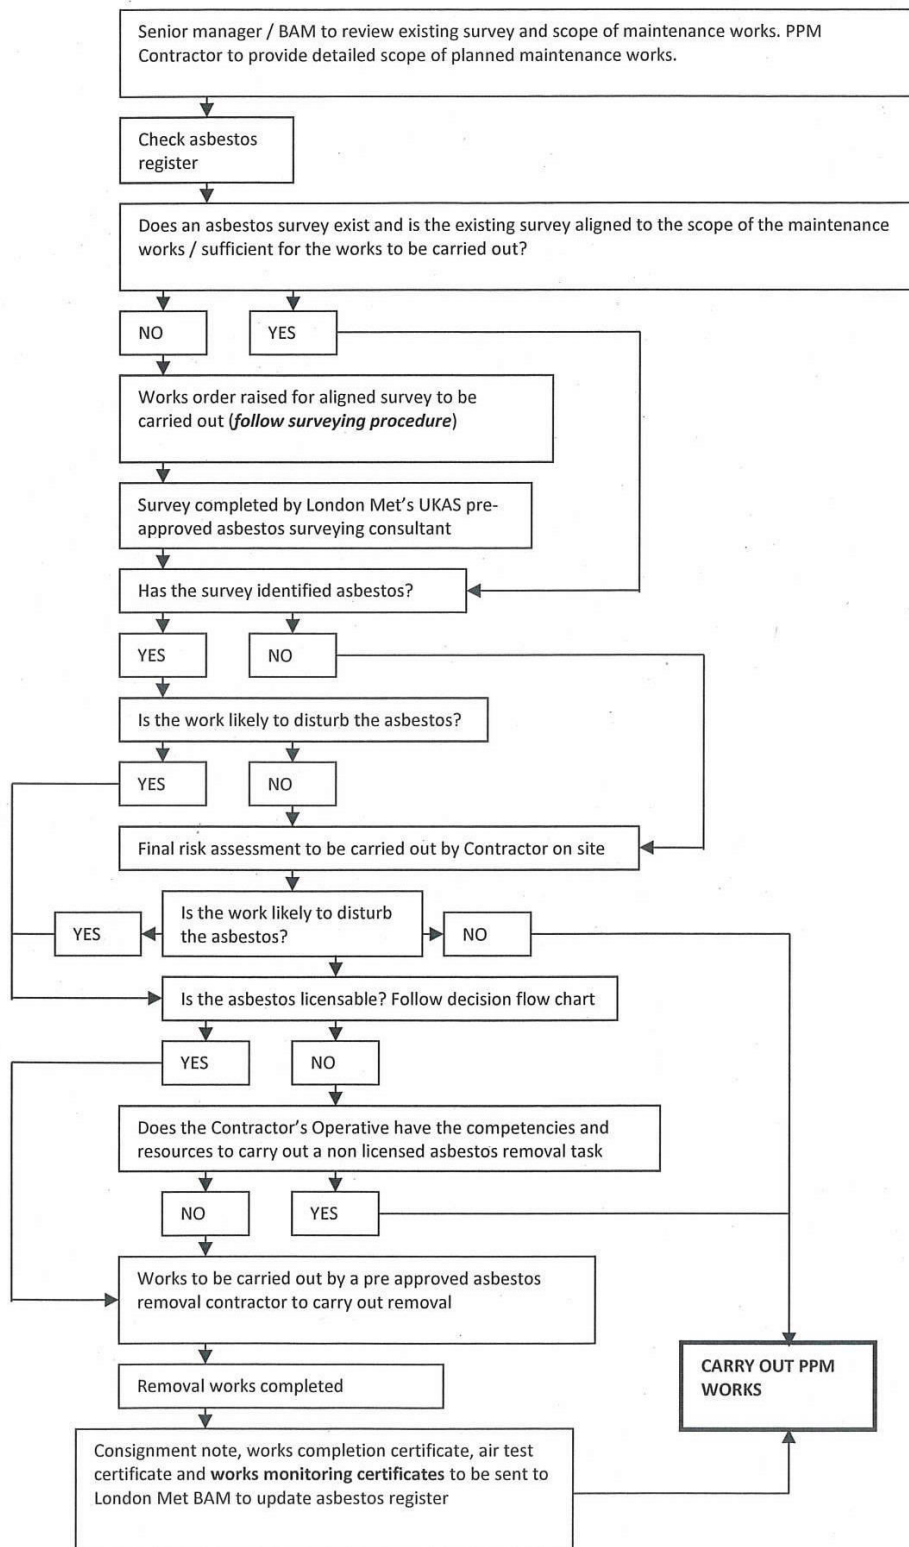 Senior manager / BAM to review existing survey and scope of maintenance works. PPM
Contractor to provide detailed scope of planned maintenance works.
Check asbestos
register
Does an asbestos survey exist and is the existing survey aligned to the scope of the maintenance
works / sufficient for the works to be carried out?
NO
YES
Works order raised for aligned survey to be
carried out (follow surveying procedure)
Survey completed by London Met's UKAS pre-
approved asbestos surveying consultant
Has the survey identified asbestos?
YES
NO
Is the work likely to disturb the asbestos?
YES
NO
Final risk assessment to be carried out by Contractor on site
YES
Is the work likely to disturb
the asbestos?
NO
Is the asbestos licensable? Follow decision flow chart
YES
NO
Does the Contractor's Operative have the competencies and
resources to carry out a non licensed asbestos removal task
NO
YES
Works to be carried out by a pre approved asbestos
removal contractor to carry out removal
CARRY OUT PPM
WORKS
Removal works completed
Consignment note, works completion certificate, air test
certificate and works monitoring certificates to be sent to
London Met BAM to update asbestos register